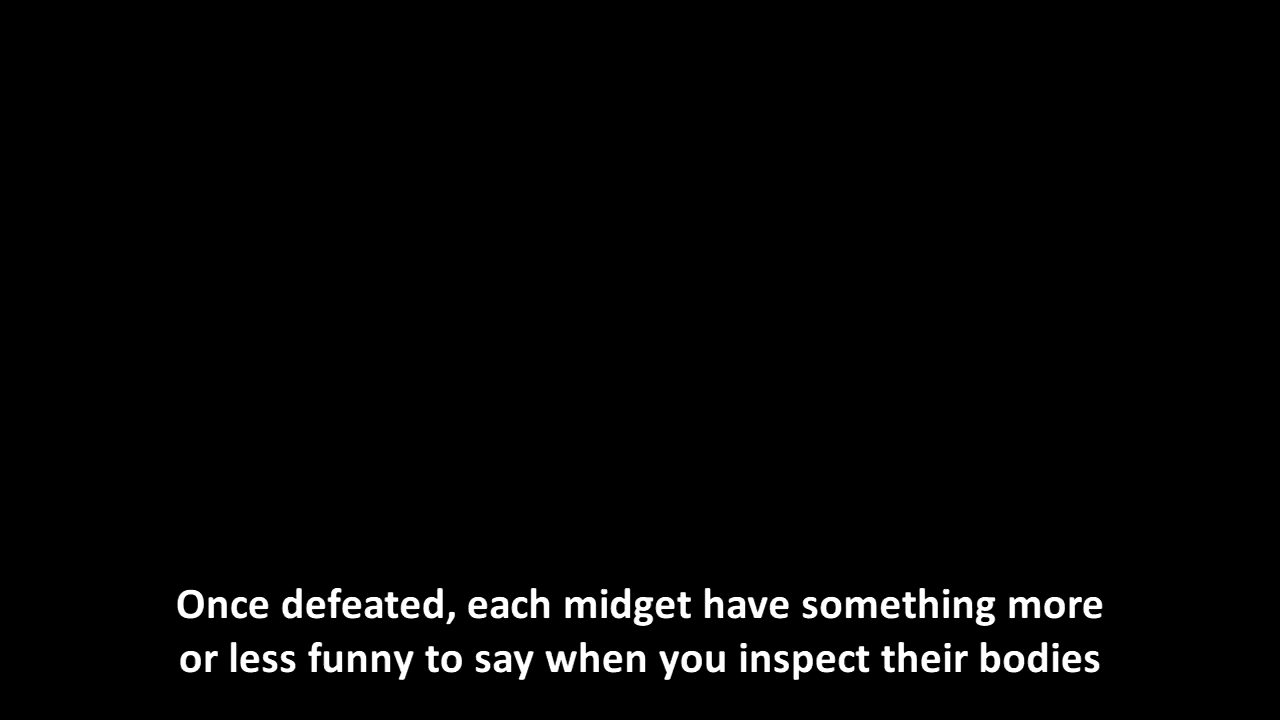 Once defeated, each midget have something more
or less funny to say when you inspect their bodies